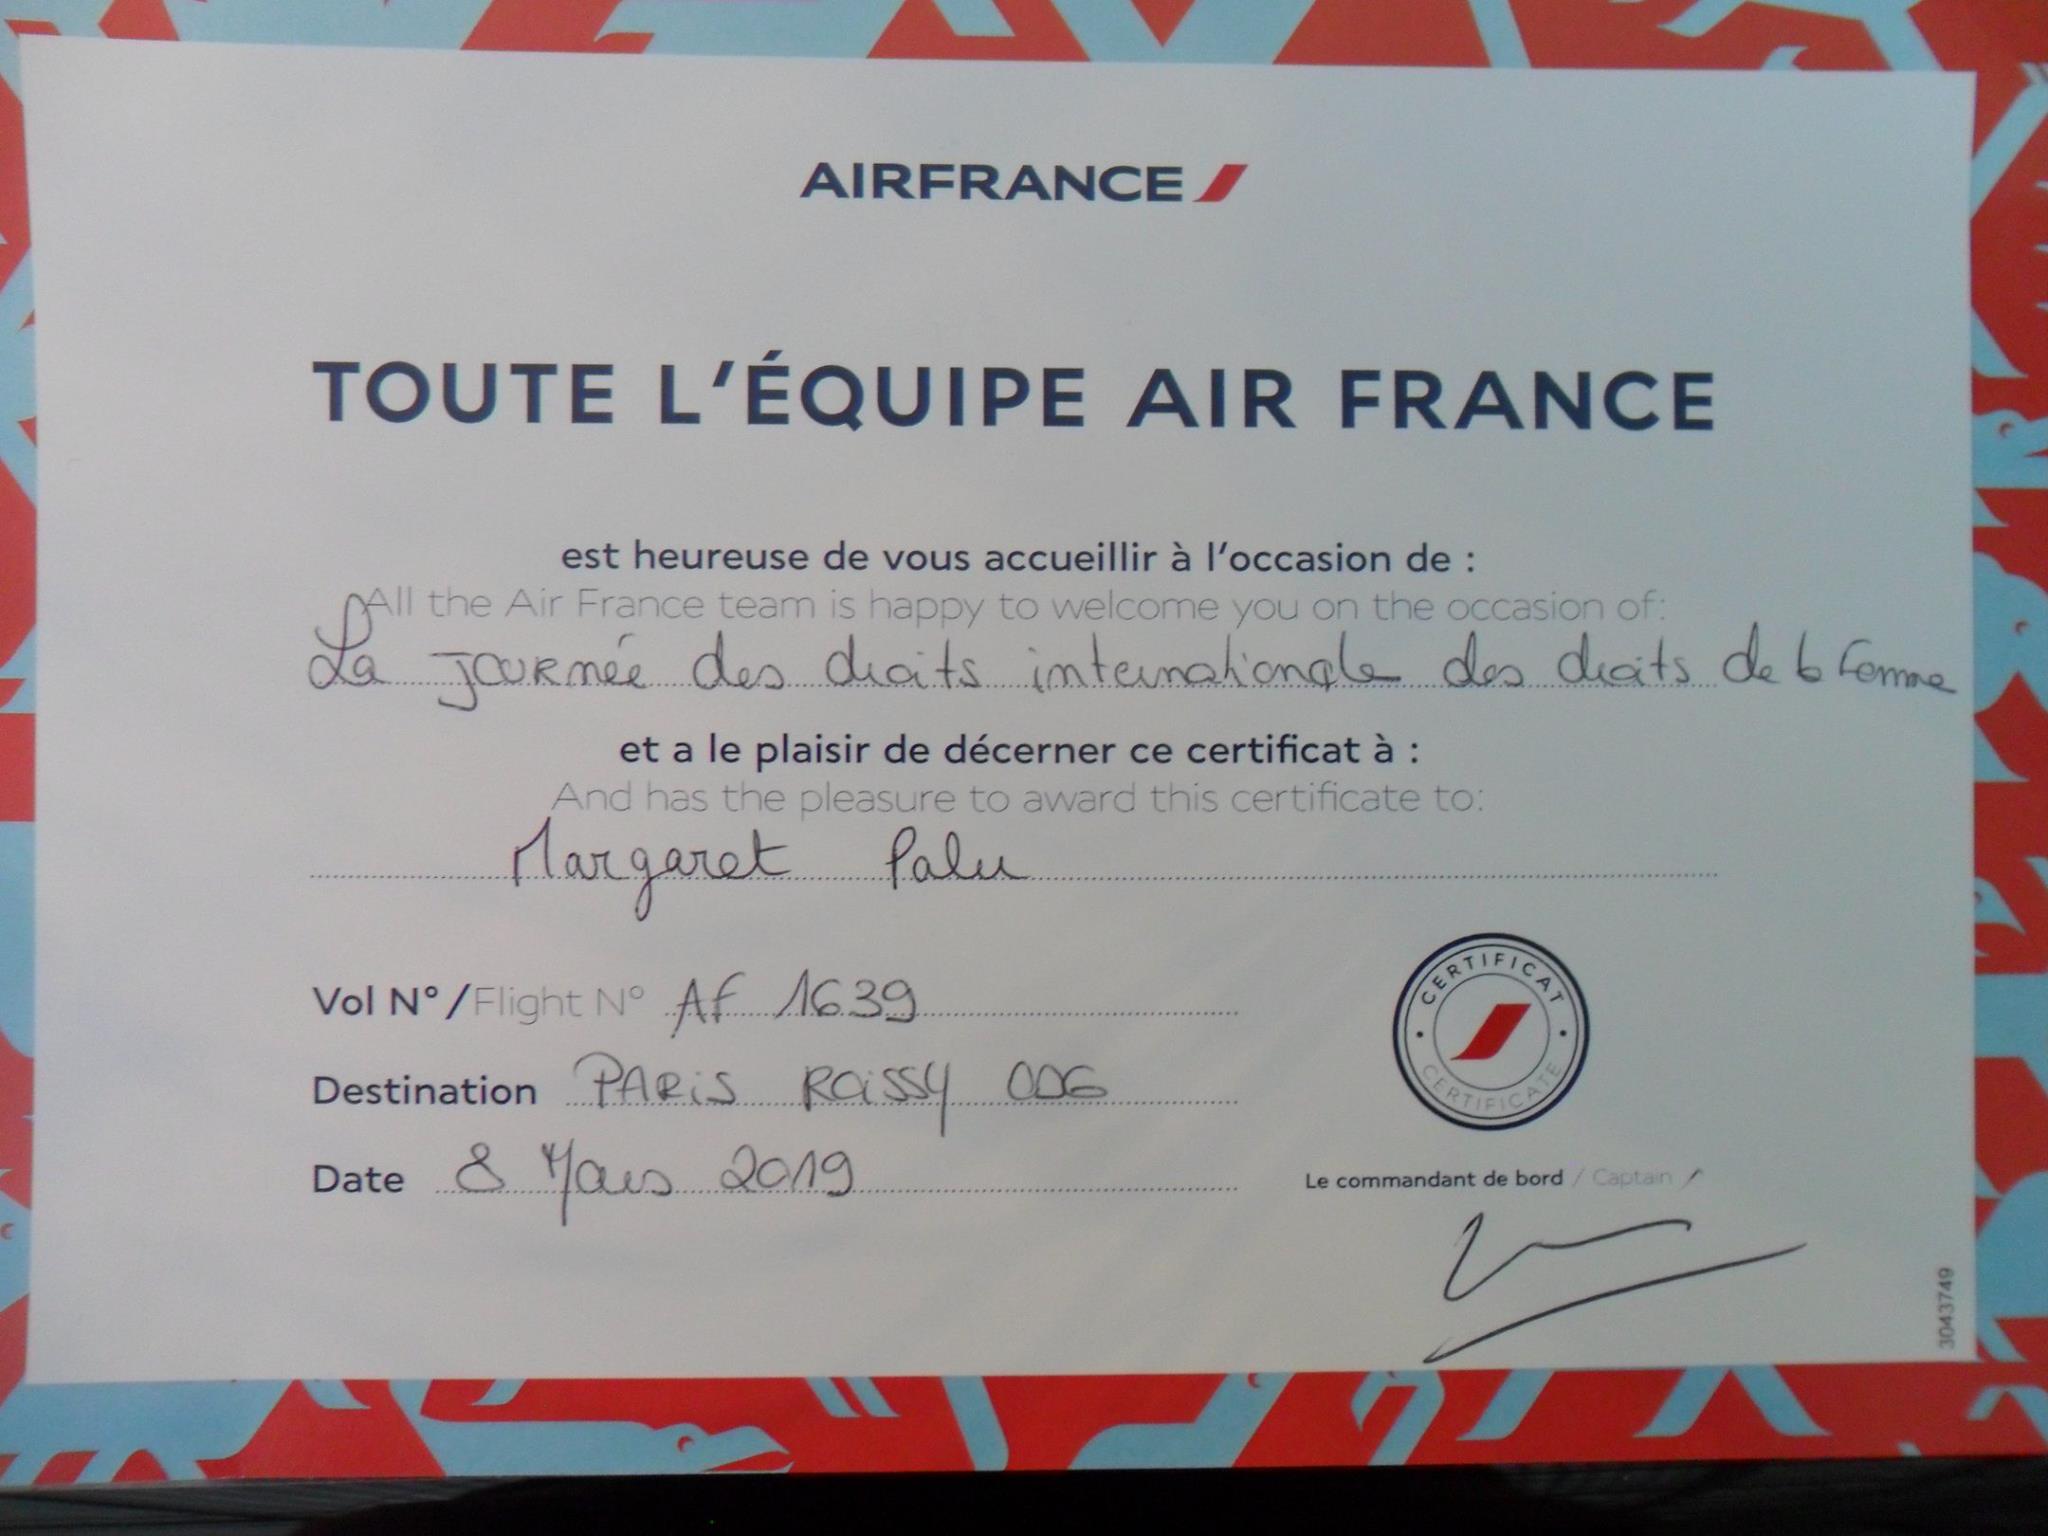 AIRFRANCE
TOUTE L'ÉQUIPE AIR FRANCE
est heureuse de vous accueillir à l'occasion de :
All the Air France team is happy to welcome you on the occasion of:
La journée des droits internationale des droits de la Femme
et a le plaisir de décerner ce certificat à :
And has the pleasure to award this certificate to:
Margaret Palu
Vol N°/Flight N° AF 1639
Destination PARIS ROISSY CDG
Date 8 Mars 2019
CERTIFICAT
CERTIFICATE
Le commandant de bord / Captain
3043749